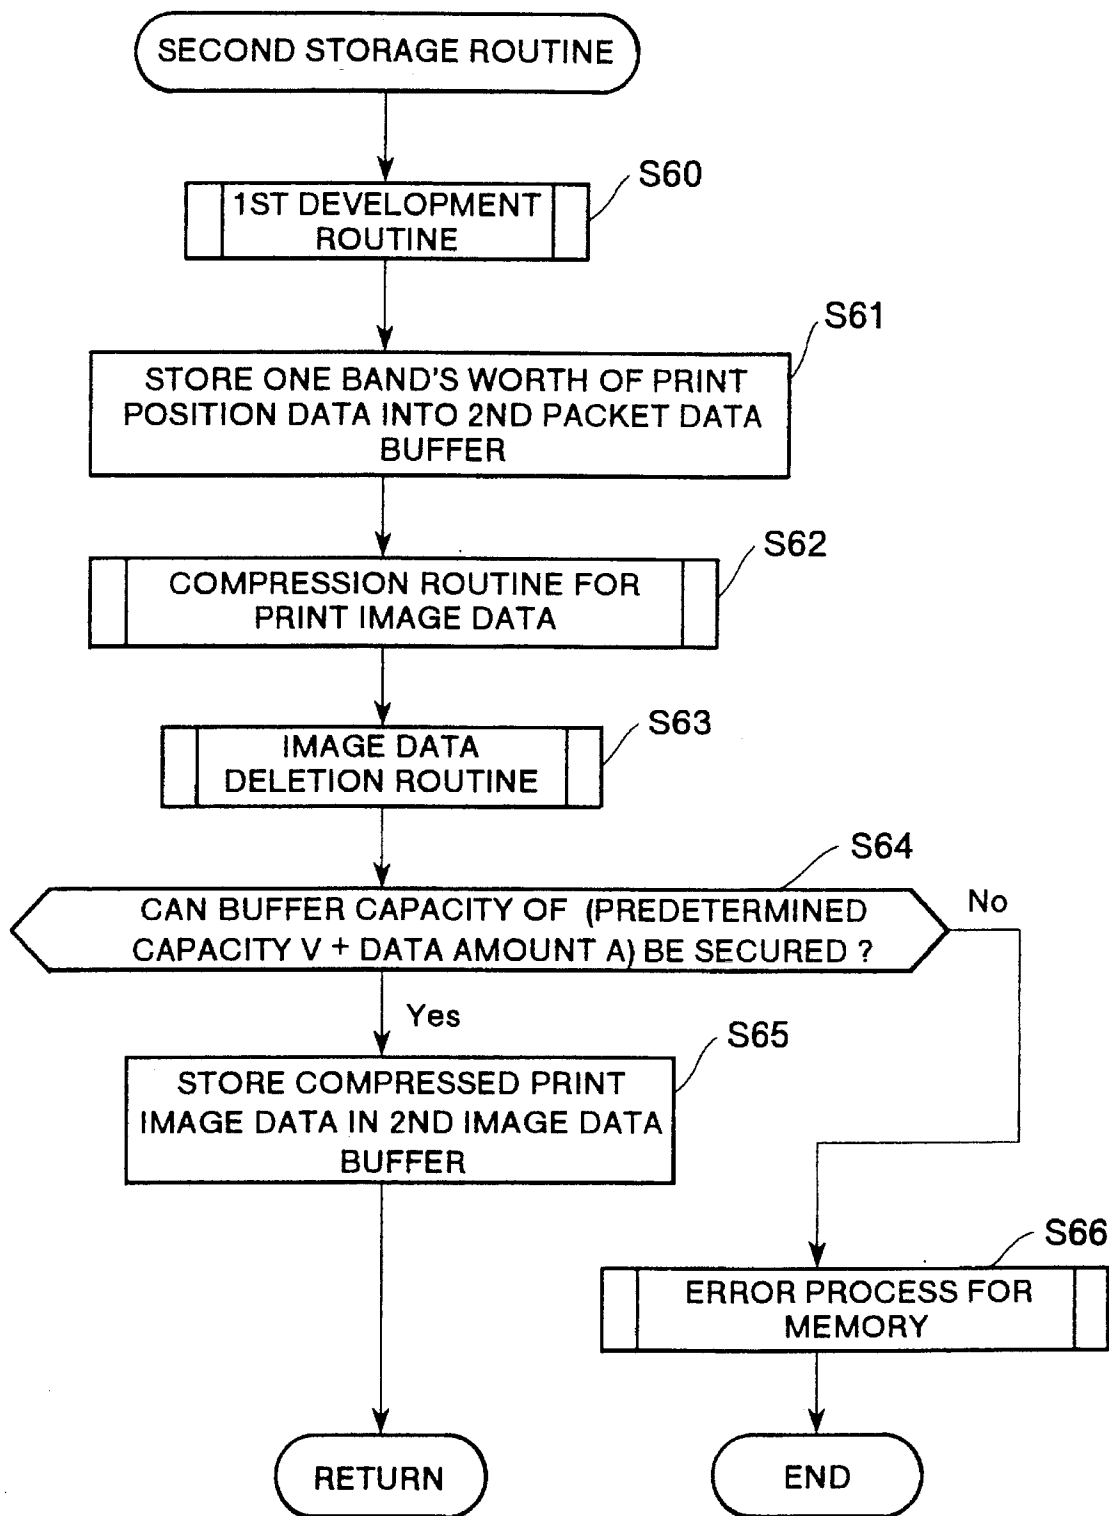 SECOND STORAGE ROUTINE
S60
1ST DEVELOPMENT
ROUTINE
S61
STORE ONE BAND'S WORTH OF PRINT
POSITION DATA INTO 2ND PACKET DATA
BUFFER
S62
COMPRESSION ROUTINE FOR
PRINT IMAGE DATA
S63
IMAGE DATA
DELETION ROUTINE
S64
CAN BUFFER CAPACITY OF (PREDETERMINED
CAPACITY V + DATA AMOUNT A) BE SECURED ?
No
Yes
S65
STORE COMPRESSED PRINT
IMAGE DATA IN 2ND IMAGE DATA
BUFFER
S66
ERROR PROCESS FOR
MEMORY
RETURN
END